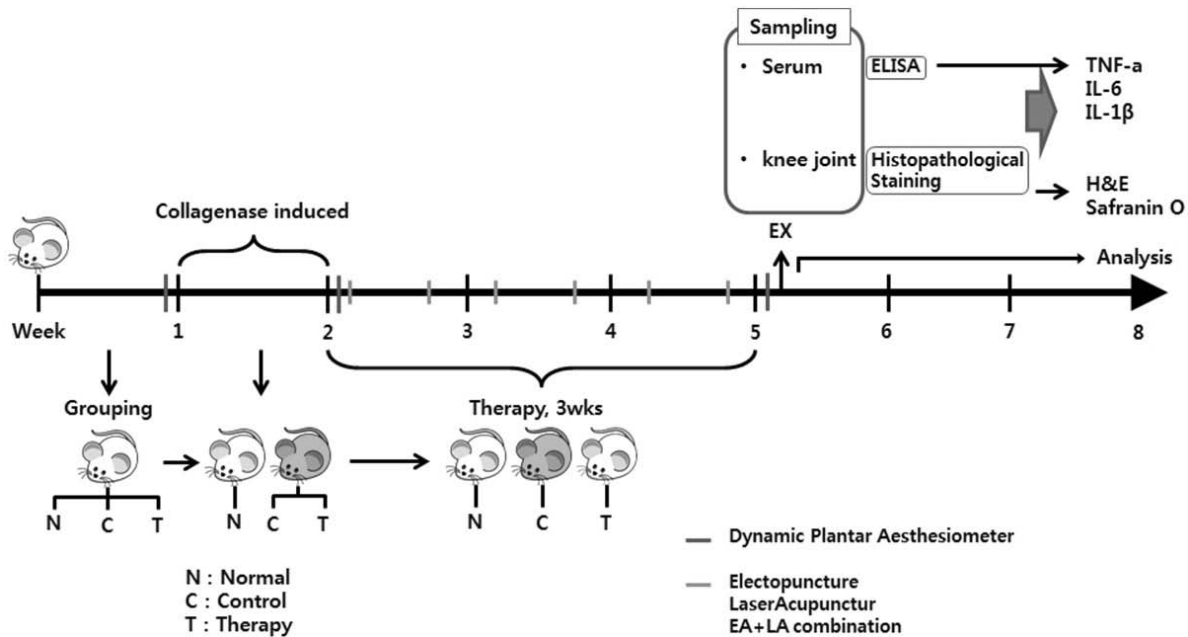 Sampling
• Serum
ELISA
TNF-a
IL-6
IL-1β
• knee joint
Histopathological
Staining
H&E
Safranin O
Collagenase induced
EX
Analysis
Week
1
2
3
4
5
6
7
8
Grouping
Therapy, 3wks
N
C
T
N
C
T
N
C
T
N : Normal
C : Control
T : Therapy
Dynamic Plantar Aesthesiometer
Electopuncture
LaserAcupunctur
EA+LA combination